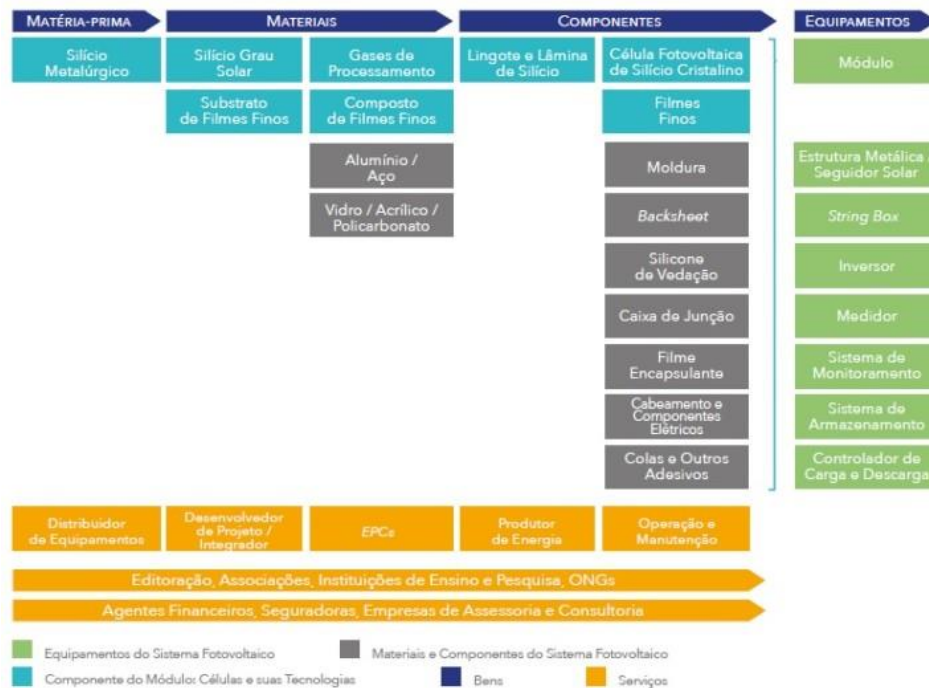 MATÉRIA-PRIMA
MATERIAIS
COMPONENTES
EQUIPAMENTOS
Silício
Metalúrgico
Silício Grau
Solar
Gases de
Processamento
Lingote e Lâmina
de Silício
Célula Fotovoltaica
de Silício Cristalino
Módulo
Substrato
de Filmes Finos
Composto
de Filmes Finos
Filmes
Finos
Alumínio /
Aço
Moldura
Estrutura Metálica /
Seguidor Solar
Vidro / Acrílico /
Policarbonato
Backsheet
String Box
Silicone
de Vedação
Inversor
Caixa de Junção
Medidor
Filme
Encapsulante
Sistema de
Monitoramento
Cabeamento e
Componentes
Elétricos
Sistema de
Armazenamento
Colas e Outros
Adesivos
Controlador de
Carga e Descarga
Distribuidor
de Equipamentos
Desenvolvedor
de Projeto /
Integrador
EPCs
Produtor
de Energia
Operação e
Manutenção
Editoração, Associações, Instituições de Ensino e Pesquisa, ONGs
Agentes Financeiros, Seguradoras, Empresas de Assessoria e Consultoria
Equipamentos do Sistema Fotovoltaico
Materiais e Componentes do Sistema Fotovoltaico
Componente do Módulo: Células e suas Tecnologias
Bens
Serviços